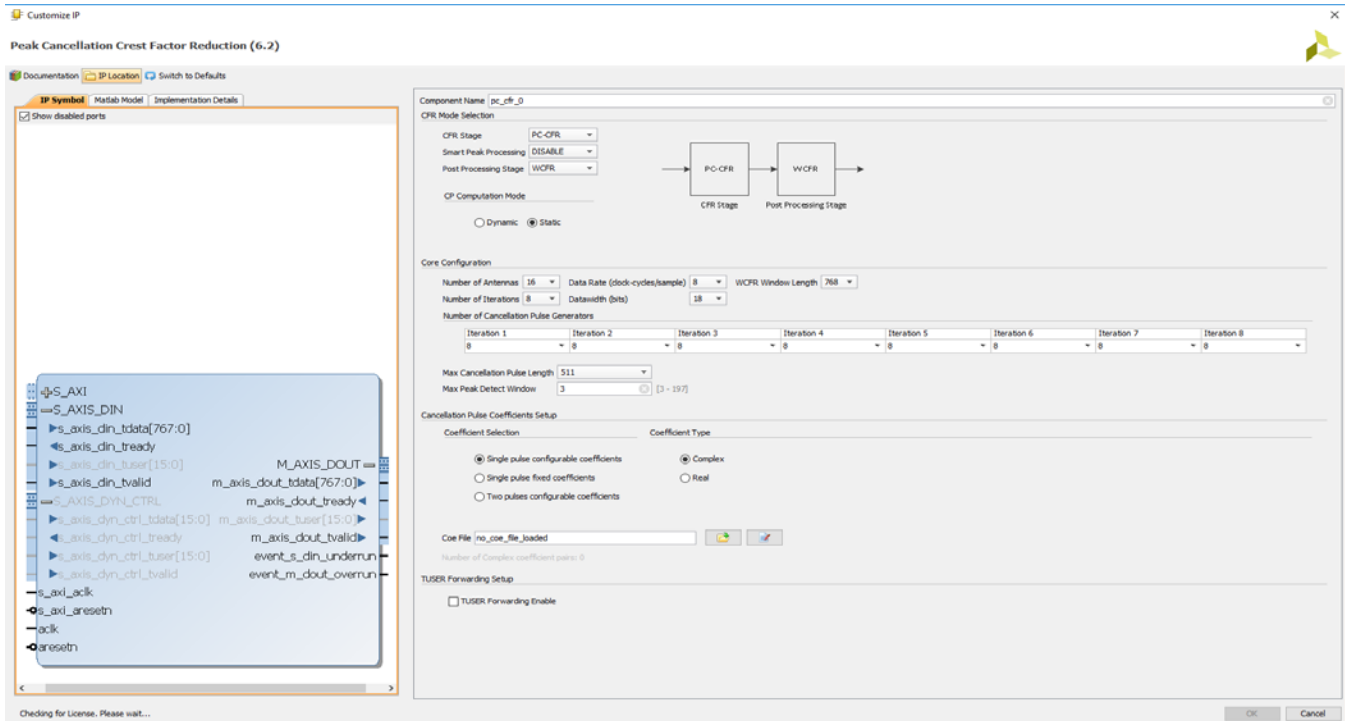 Customize IP
Peak Cancellation Crest Factor Reduction (6.2)
Documentation IP Location Switch to Defaults
IP Symbol Matlab Model Implementation Details
Show disabled ports
S_AXI
S_AXIS_DIN
s_axis_din_tdata[767:0]
s_axis_din_tready
s_axis_din_tuser[15:0] M_AXIS_DOUT
s_axis_din_tvalid m_axis_dout_tdata[767:0]
S_AXIS_DYN_CTRL m_axis_dout_tready
s_axis_dyn_ctrl_tdata[15:0] m_axis_dout_tuser[15:0]
s_axis_dyn_ctrl_tready m_axis_dout_tvalid
s_axis_dyn_ctrl_tuser[15:0] event_s_din_underrun
s_axis_dyn_ctrl_tvalid event_m_dout_overrun
s_axi_aclk
s_axi_aresetn
aclk
aresetn
Component Name pc_cfr_0
CFR Mode Selection
CFR Stage PC-CFR
Smart Peak Processing DISABLE
Post Processing Stage WCFR
PC-CFR WCFR
CFR Stage Post Processing Stage
CP Computation Mode
Dynamic Static
Core Configuration
Number of Antennas 16 Data Rate (clock-cycles/sample) 8 WCFR Window Length 768
Number of Iterations 8 Datawidth (bits) 18
Number of Cancellation Pulse Generators
Iteration 1 Iteration 2 Iteration 3 Iteration 4 Iteration 5 Iteration 6 Iteration 7 Iteration 8
8 8 8 8 8 8 8 8
Max Cancellation Pulse Length 511
Max Peak Detect Window 3 [3 - 197]
Cancellation Pulse Coefficients Setup
Coefficient Selection Coefficient Type
Single pulse configurable coefficients Complex
Single pulse fixed coefficients Real
Two pulses configurable coefficients
Coe File no_coe_file_loaded
Number of Complex coefficient pairs: 0
TUSER Forwarding Setup
TUSER Forwarding Enable
Checking for License. Please wait... OK Cancel